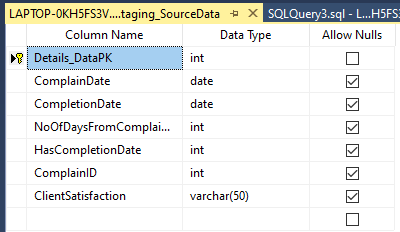 LAPTOP-0KH5FS3V....taging_SourceData SQLQuery3.sql - L...H5FS3
Column Name Data Type Allow Nulls
Details_DataPK int
ComplainDate date
CompletionDate date
NoOfDaysFromComplai... int
HasCompletionDate int
ComplainID int
ClientSatisfaction varchar(50)